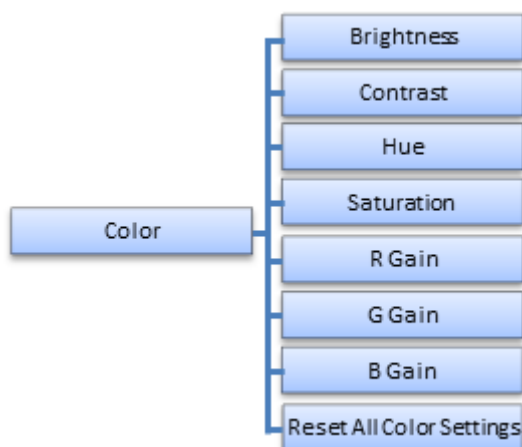 Brightness
Contrast
Hue
Saturation
Color
R Gain
G Gain
B Gain
Reset All Color Settings